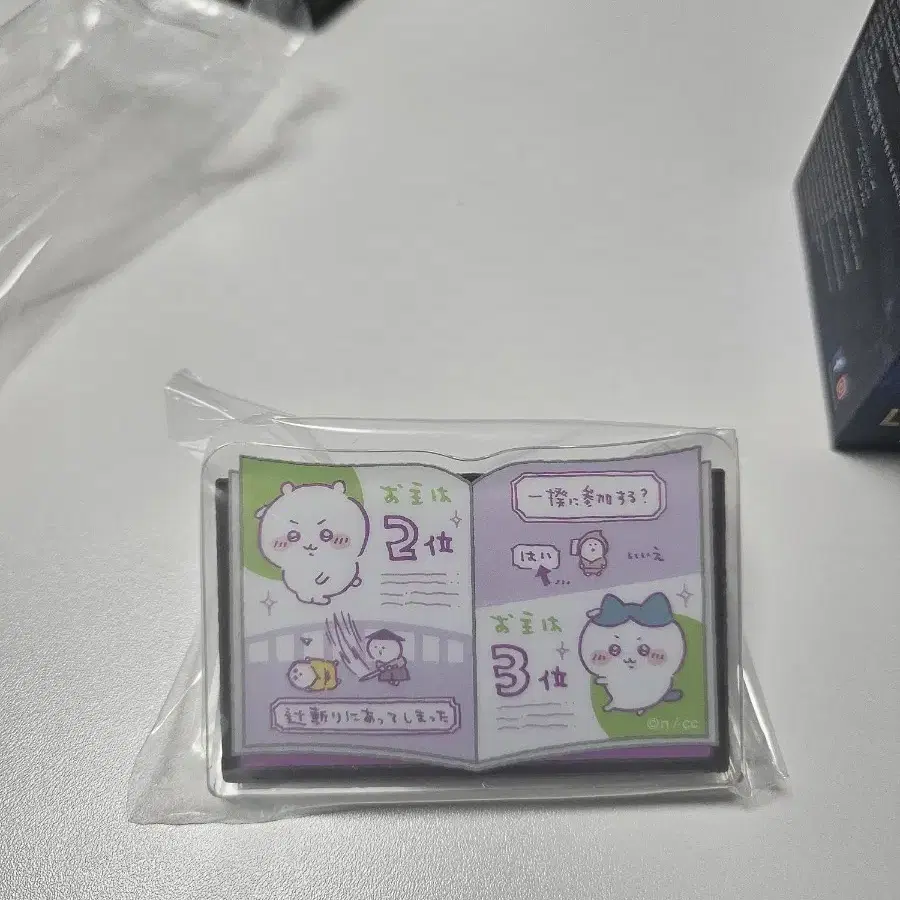 お主は
2位
辻斬りにあってしまった
一揆に参加する?
はい
いいえ
お主は
3位
©n/cc